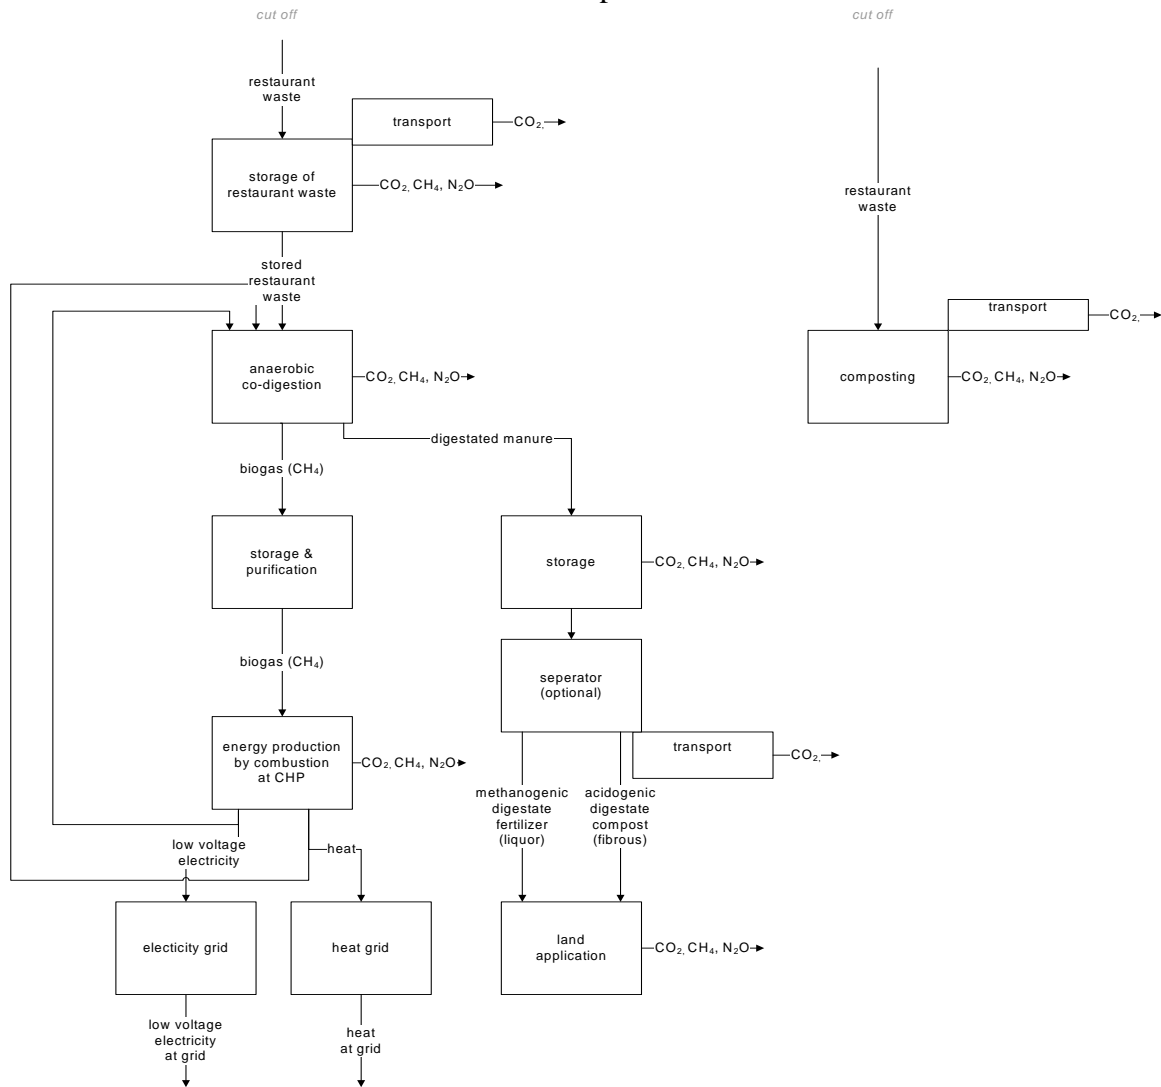 cut off
cut off
restaurant
waste
transport
CO₂,
storage of
restaurant waste
CO₂, CH₄, N₂O
restaurant
waste
stored
restaurant
waste
transport
CO₂,
anaerobic
co-digestion
CO₂, CH₄, N₂O
composting
CO₂, CH₄, N₂O
digestated manure
biogas (CH₄)
storage &
purification
storage
CO₂, CH₄, N₂O
biogas (CH₄)
seperator
(optional)
energy production
by combustion
at CHP
CO₂, CH₄, N₂O
transport
CO₂,
methanogenic
digestate
fertilizer
(liquor)
acidogenic
digestate
compost
(fibrous)
low voltage
electricity
heat
electicity grid
heat grid
land
application
CO₂, CH₄, N₂O
low voltage
electricity
at grid
heat
at grid